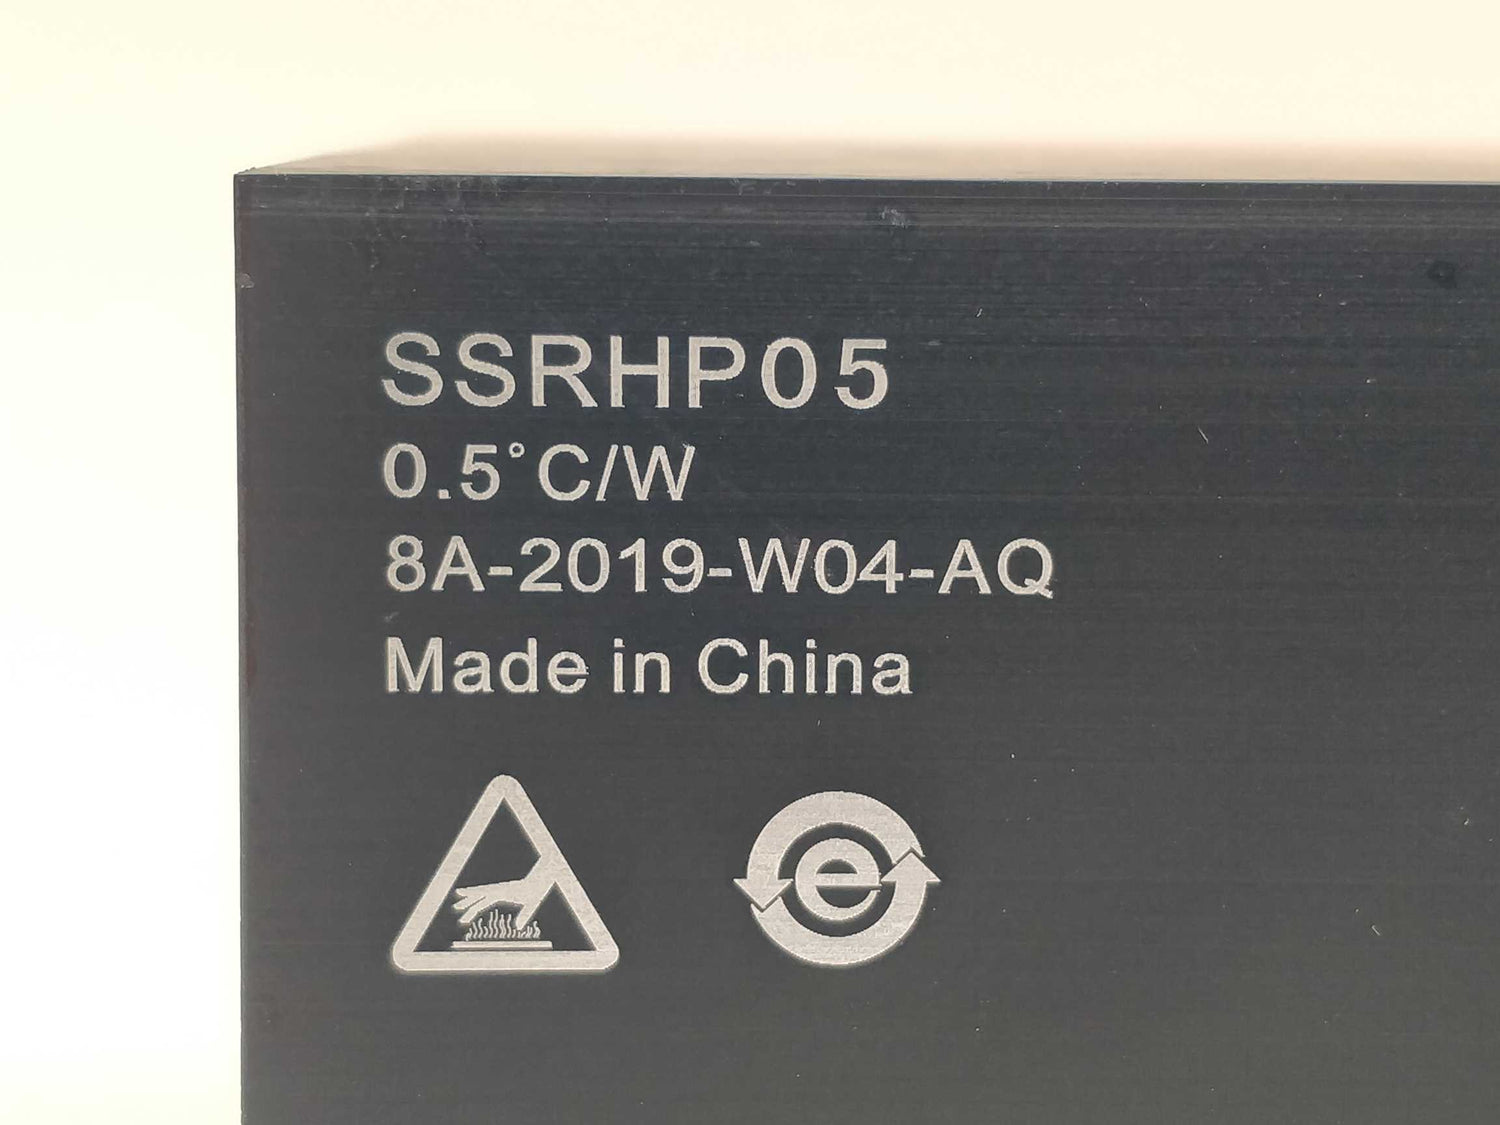 SSRHP05
0.5°C/W
8A-2019-W04-AQ
Made in China
e